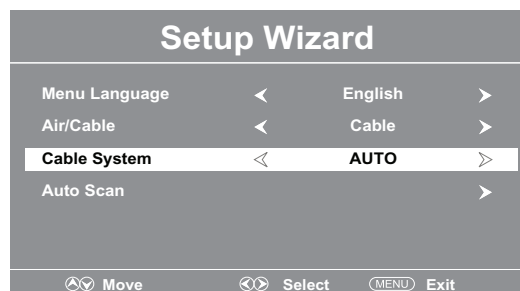 Setup Wizard
Menu Language English
Air/Cable Cable
Cable System AUTO
Auto Scan
Move Select MENU Exit